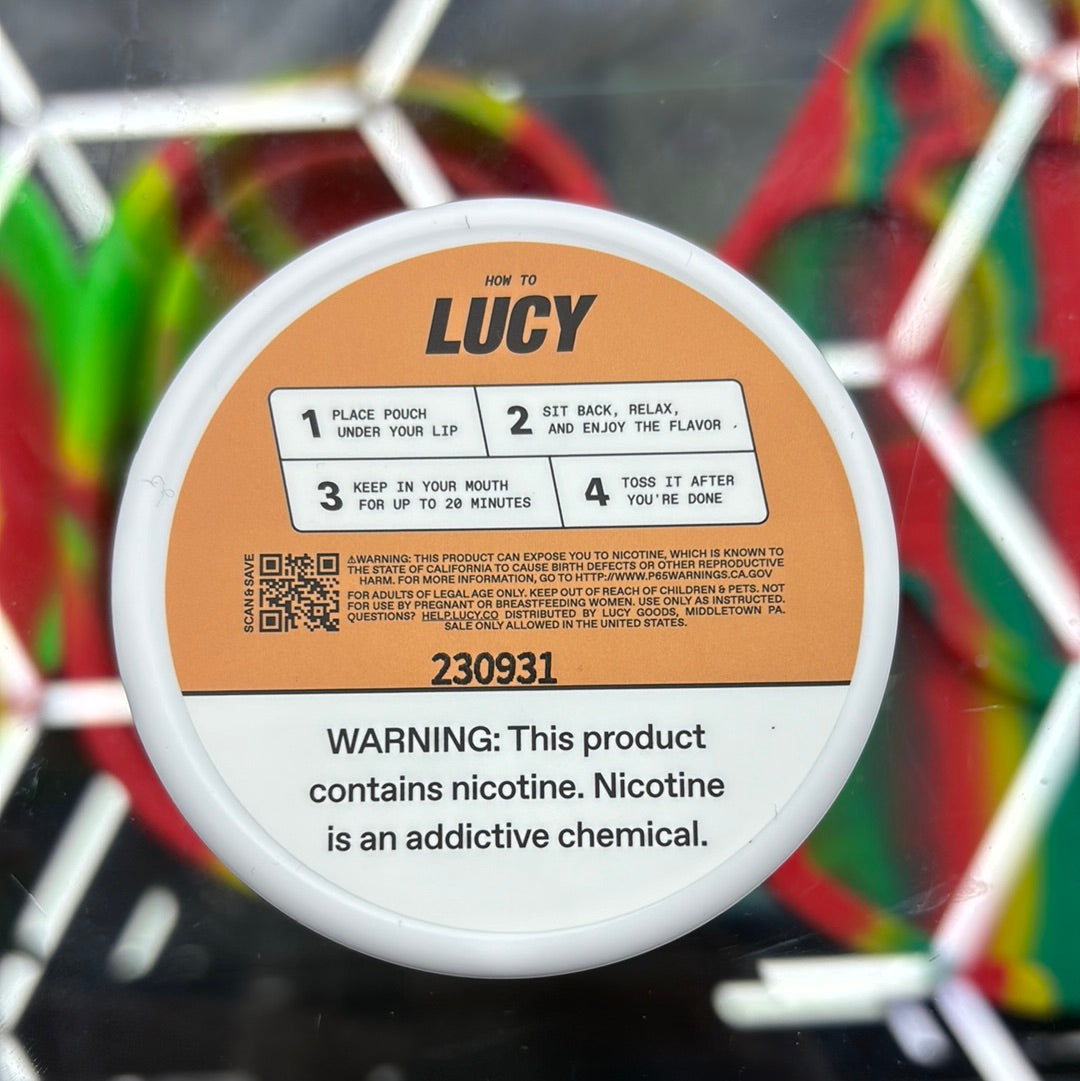 HOW TO
LUCY
1 PLACE POUCH
UNDER YOUR LIP
2 SIT BACK, RELAX,
AND ENJOY THE FLAVOR
3 KEEP IN YOUR MOUTH
FOR UP TO 20 MINUTES
4 TOSS IT AFTER
YOU'RE DONE
SCAN & SAVE
⚠WARNING: THIS PRODUCT CAN EXPOSE YOU TO NICOTINE, WHICH IS KNOWN TO
THE STATE OF CALIFORNIA TO CAUSE BIRTH DEFECTS OR OTHER REPRODUCTIVE
HARM. FOR MORE INFORMATION, GO TO HTTP://WWW.P65WARNINGS.CA.GOV
FOR ADULTS OF LEGAL AGE ONLY. KEEP OUT OF REACH OF CHILDREN & PETS. NOT
FOR USE BY PREGNANT OR BREASTFEEDING WOMEN. USE ONLY AS INSTRUCTED.
QUESTIONS? HELP.LUCY.CO DISTRIBUTED BY LUCY GOODS, MIDDLETOWN PA.
SALE ONLY ALLOWED IN THE UNITED STATES.
230931
WARNING: This product
contains nicotine. Nicotine
is an addictive chemical.